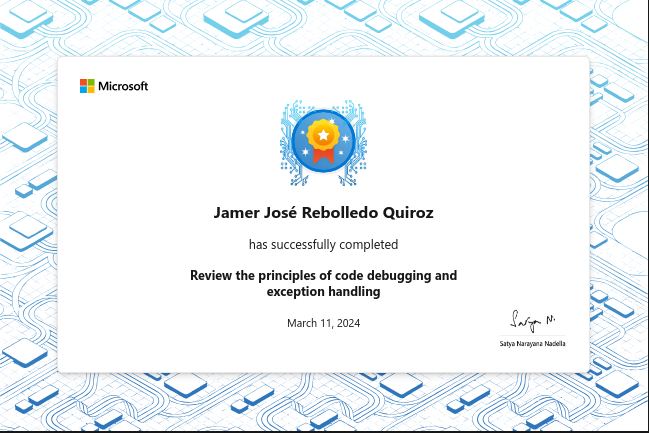 Microsoft
Jamer José Rebolledo Quiroz
has successfully completed
Review the principles of code debugging and
exception handling
March 11, 2024
Satya N.
Satya Narayana Nadella